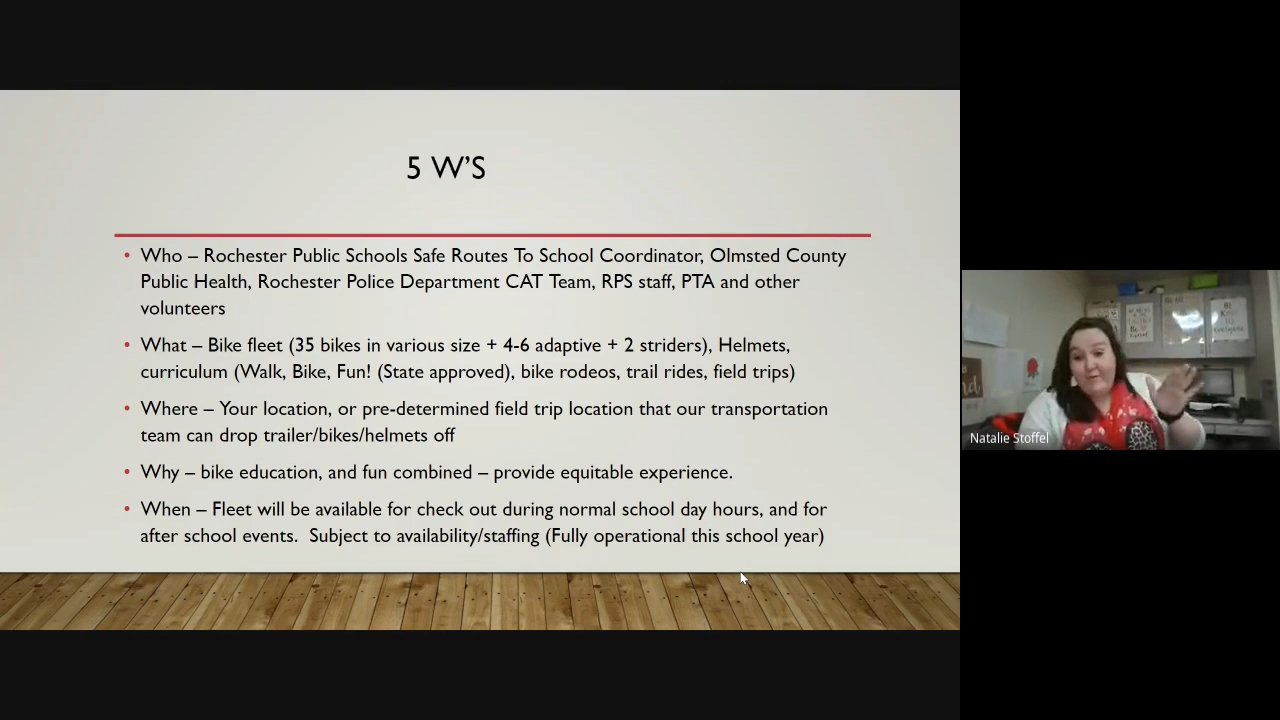 5 W'S
• Who – Rochester Public Schools Safe Routes To School Coordinator, Olmsted County
Public Health, Rochester Police Department CAT Team, RPS staff, PTA and other
volunteers
• What – Bike fleet (35 bikes in various size + 4-6 adaptive + 2 striders), Helmets,
curriculum (Walk, Bike, Fun! (State approved), bike rodeos, trail rides, field trips)
• Where – Your location, or pre-determined field trip location that our transportation
team can drop trailer/bikes/helmets off
• Why – bike education, and fun combined – provide equitable experience.
• When – Fleet will be available for check out during normal school day hours, and for
after school events.  Subject to availability/staffing (Fully operational this school year)
Natalie Stoffel